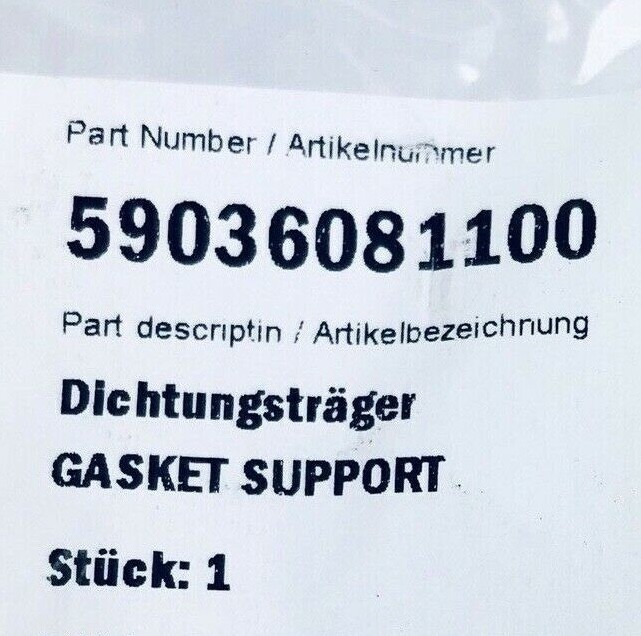 Part Number / Artikelnummer
59036081100
Part descriptin / Artikelbezeichnung
Dichtungsträger
GASKET SUPPORT
Stück: 1